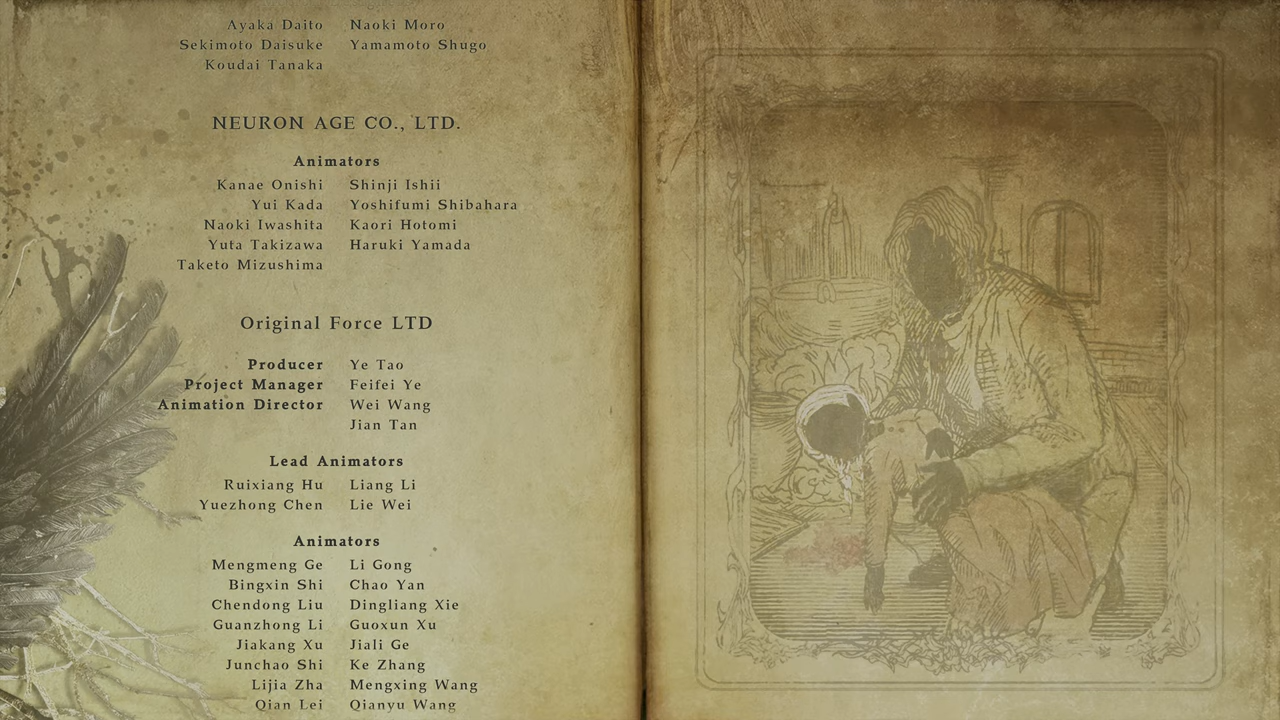 Ayaka Daito Naoki Moro
Sekimoto Daisuke Yamamoto Shugo
Koudai Tanaka
NEURON AGE CO., LTD.
Animators
Kanae Onishi Shinji Ishii
Yui Kada Yoshifumi Shibahara
Naoki Iwashita Kaori Hotomi
Yuta Takizawa Haruki Yamada
Taketo Mizushima
Original Force LTD
Producer Ye Tao
Project Manager Feifei Ye
Animation Director Wei Wang
Jian Tan
Lead Animators
Ruixiang Hu Liang Li
Yuezhong Chen Lie Wei
Animators
Mengmeng Ge Li Gong
Bingxin Shi Chao Yan
Chendong Liu Dingliang Xie
Guanzhong Li Guoxun Xu
Jiakang Xu Jiali Ge
Junchao Shi Ke Zhang
Lijia Zha Mengxing Wang
Qian Lei Qianyu Wang